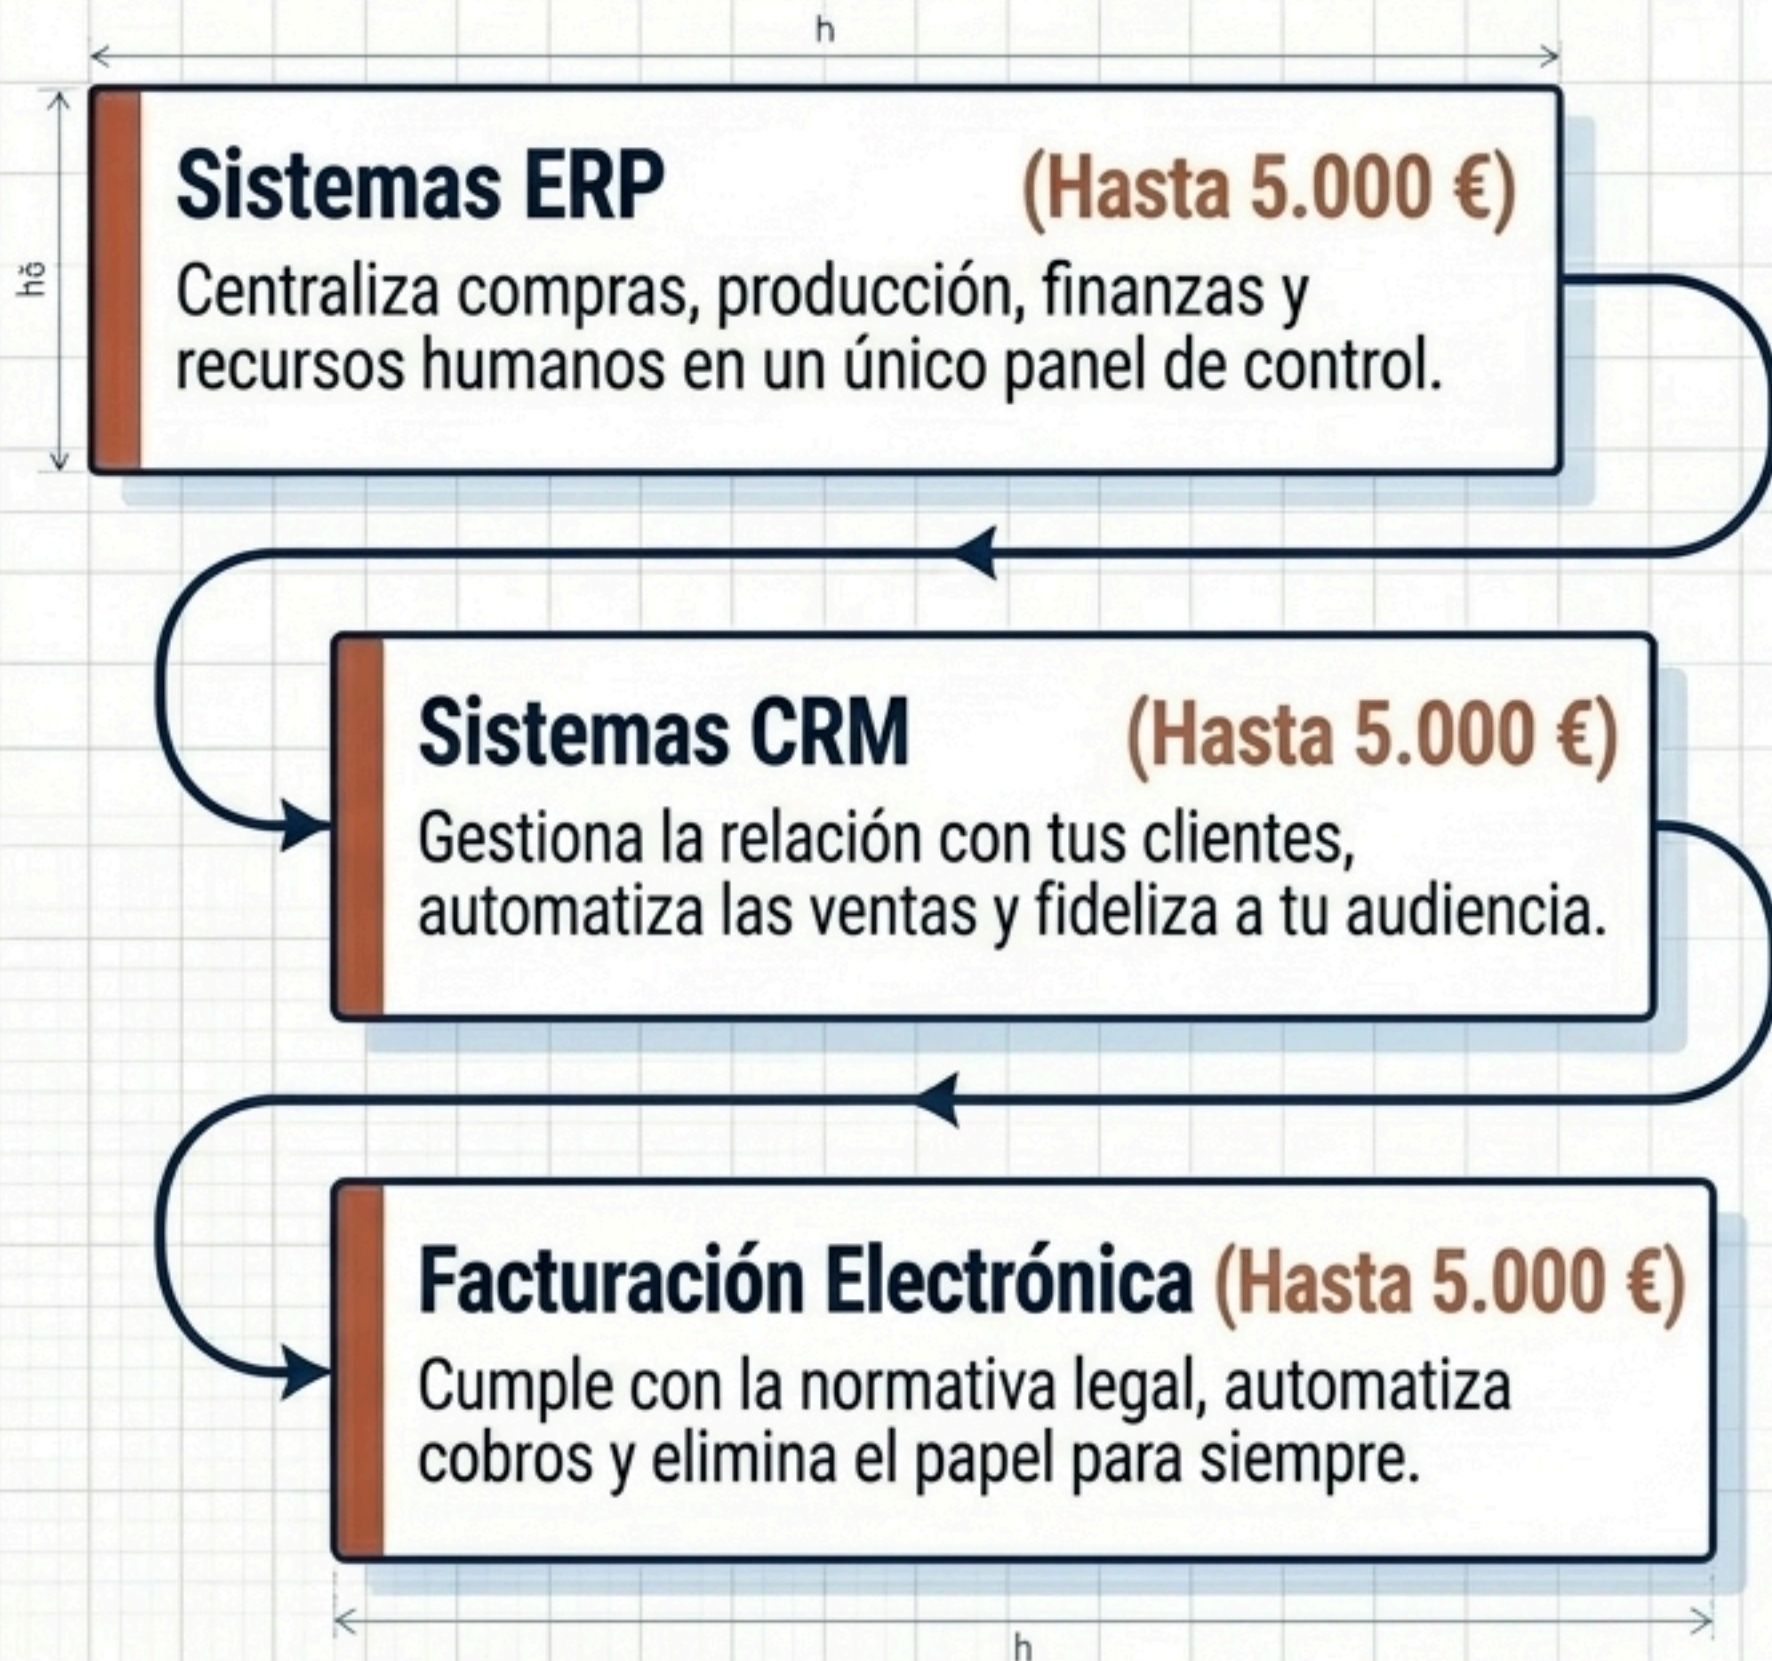 h
Sistemas ERP (Hasta 5.000 €)
Centraliza compras, producción, finanzas y
recursos humanos en un único panel de control.
Sistemas CRM (Hasta 5.000 €)
Gestiona la relación con tus clientes,
automatiza las ventas y fideliza a tu audiencia.
Facturación Electrónica (Hasta 5.000 €)
Cumple con la normativa legal, automatiza
cobros y elimina el papel para siempre.
h